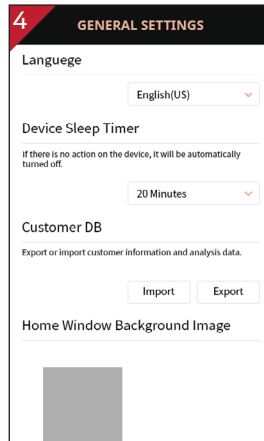 4
GENERAL SETTINGS
Languege
English(US)
Device Sleep Timer
If there is no action on the device, it will be automatically
turned off.
20 Minutes
Customer DB
Export or import customer information and analysis data.
Import Export
Home Window Background Image